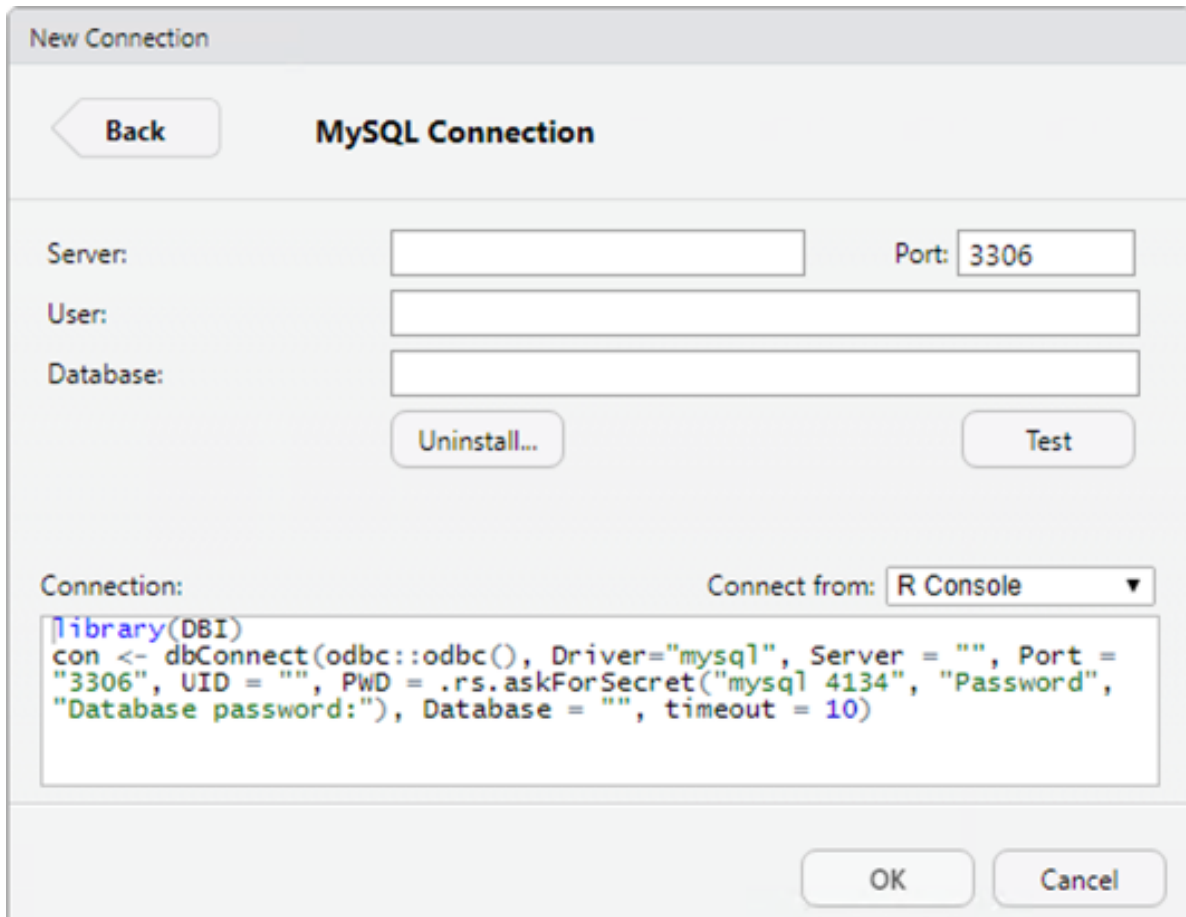 New Connection
Back
MySQL Connection
Server:
Port: 3306
User:
Database:
Uninstall...
Test
Connection:
Connect from: R Console
library(DBI)
con <- dbConnect(odbc::odbc(), Driver="mysql", Server = "", Port =
"3306", UID = "", PWD = .rs.askForSecret("mysql 4134", "Password",
"Database password:"), Database = "", timeout = 10)
OK
Cancel